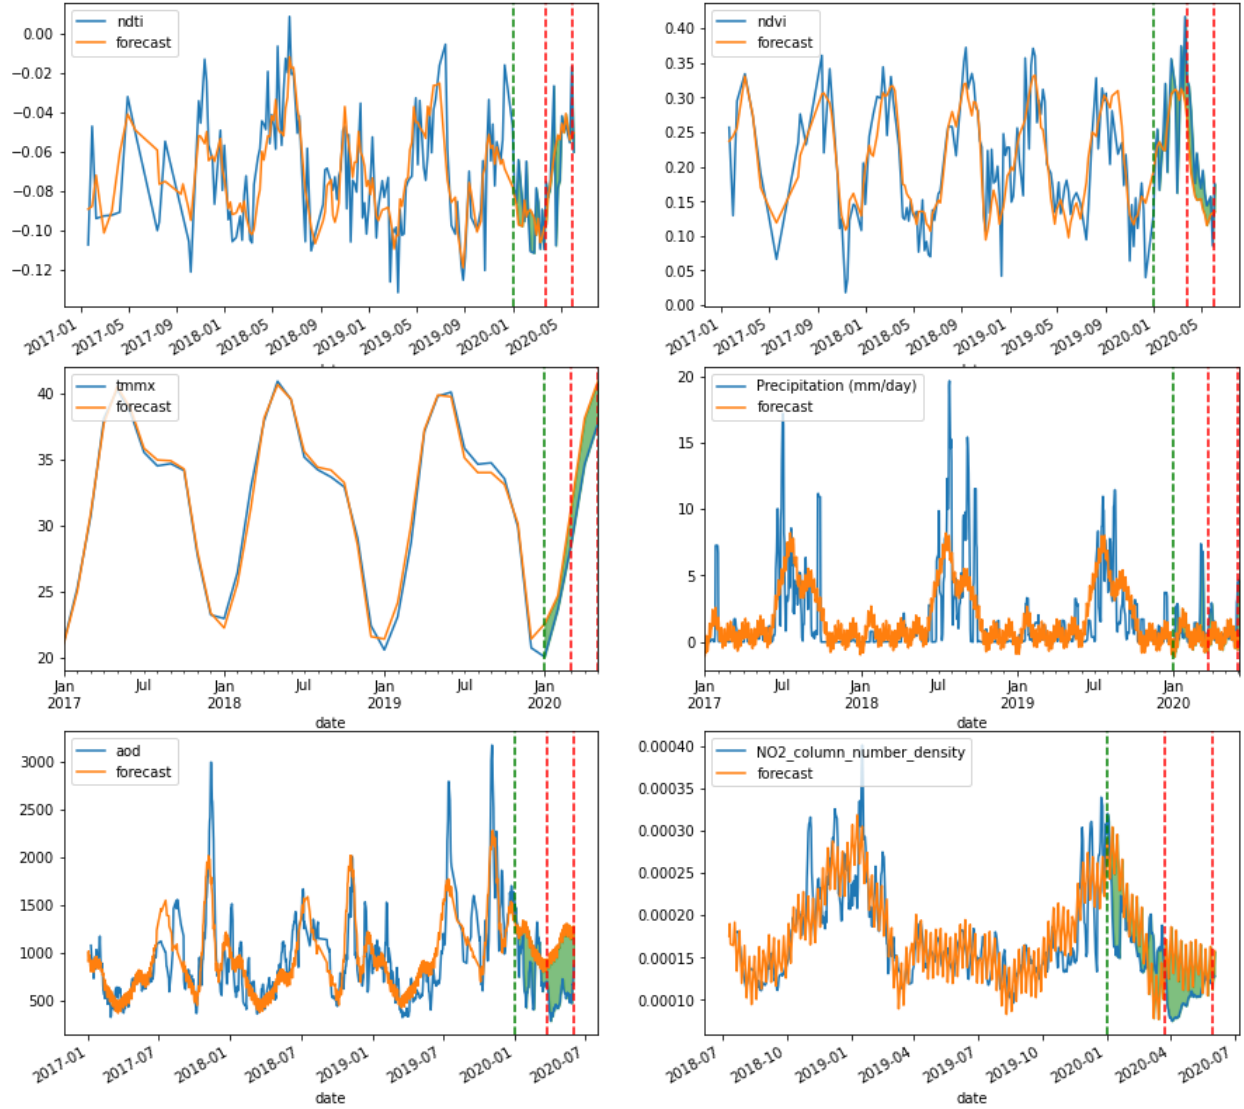 ndti
forecast
0.00
−0.02
−0.04
−0.06
−0.08
−0.10
−0.12
2017-01
2017-05
2017-09
2018-01
2018-05
2018-09
2019-01
2019-05
2019-09
2020-01
2020-05
ndvi
forecast
0.40
0.35
0.30
0.25
0.20
0.15
0.10
0.05
0.00
2017-01
2017-05
2017-09
2018-01
2018-05
2018-09
2019-01
2019-05
2019-09
2020-01
2020-05
tmmx
forecast
40
35
30
25
20
Jan
2017
Jul
Jan
2018
Jul
Jan
2019
Jul
Jan
2020
date
Precipitation (mm/day)
forecast
20
15
10
5
0
Jan
2017
Jul
Jan
2018
Jul
Jan
2019
Jul
Jan
2020
date
aod
forecast
3000
2500
2000
1500
1000
500
2017-01
2017-07
2018-01
2018-07
2019-01
2019-07
2020-01
2020-07
date
NO2_column_number_density
forecast
0.00040
0.00035
0.00030
0.00025
0.00020
0.00015
0.00010
2018-07
2018-10
2019-01
2019-04
2019-07
2019-10
2020-01
2020-04
2020-07
date